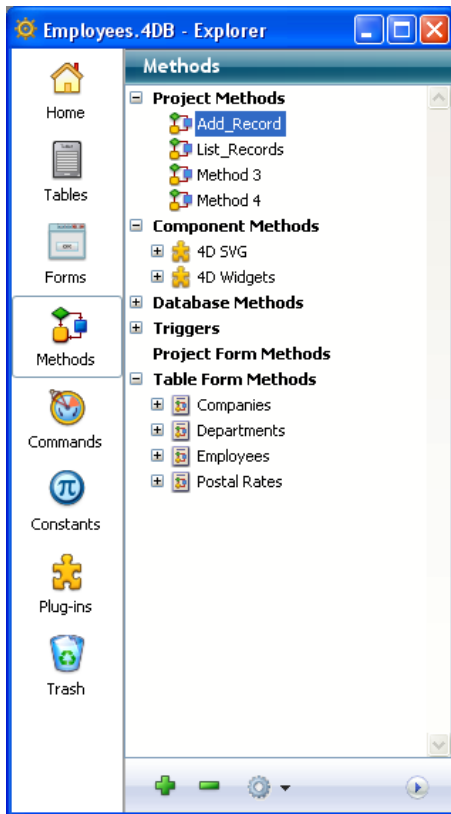 Employees.4DB - Explorer
Home
Tables
Forms
Methods
Commands
Constants
Plug-ins
Trash
Methods
Project Methods
Add_Record
List_Records
Method 3
Method 4
Component Methods
4D SVG
4D Widgets
Database Methods
Triggers
Project Form Methods
Table Form Methods
Companies
Departments
Employees
Postal Rates